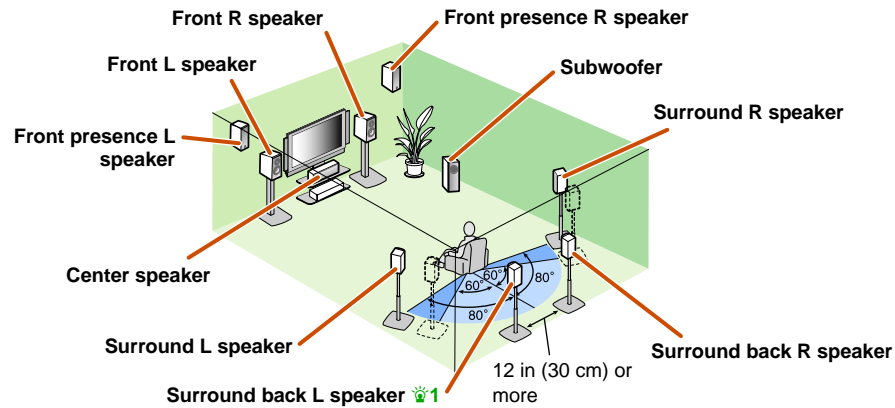 Front R speaker
Front presence R speaker
Front L speaker
Subwoofer
Surround R speaker
Front presence L
speaker
Center speaker
60°
60°
80°
80°
Surround L speaker
Surround back R speaker
12 in (30 cm) or
more
Surround back L speaker 1